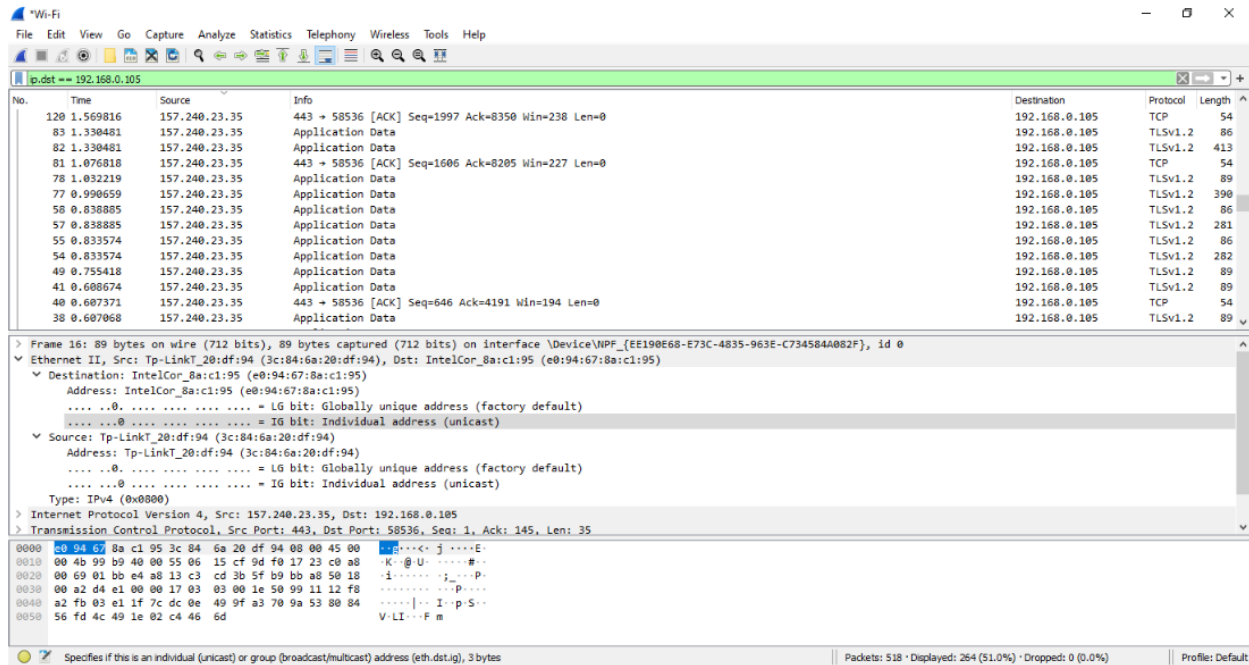 *Wi-Fi
File Edit View Go Capture Analyze Statistics Telephony Wireless Tools Help
ip.dst == 192.168.0.105
No. Time Source Info Destination Protocol Length
120 1.569816 157.240.23.35 443 → 58536 [ACK] Seq=1997 Ack=8350 Win=238 Len=0 192.168.0.105 TCP 54
83 1.330481 157.240.23.35 Application Data 192.168.0.105 TLSv1.2 86
82 1.330481 157.240.23.35 Application Data 192.168.0.105 TLSv1.2 413
81 1.076818 157.240.23.35 443 → 58536 [ACK] Seq=1606 Ack=8205 Win=227 Len=0 192.168.0.105 TCP 54
78 1.032219 157.240.23.35 Application Data 192.168.0.105 TLSv1.2 89
77 0.990659 157.240.23.35 Application Data 192.168.0.105 TLSv1.2 390
58 0.838885 157.240.23.35 Application Data 192.168.0.105 TLSv1.2 86
57 0.838885 157.240.23.35 Application Data 192.168.0.105 TLSv1.2 281
55 0.833574 157.240.23.35 Application Data 192.168.0.105 TLSv1.2 86
54 0.833574 157.240.23.35 Application Data 192.168.0.105 TLSv1.2 282
49 0.755418 157.240.23.35 Application Data 192.168.0.105 TLSv1.2 89
41 0.608674 157.240.23.35 Application Data 192.168.0.105 TLSv1.2 89
40 0.607371 157.240.23.35 443 → 58536 [ACK] Seq=646 Ack=4191 Win=194 Len=0 192.168.0.105 TCP 54
38 0.607068 157.240.23.35 Application Data 192.168.0.105 TLSv1.2 89
> Frame 16: 89 bytes on wire (712 bits), 89 bytes captured (712 bits) on interface \Device\NPF_{EE190E68-E73C-4835-963E-C734584A082F}, id 0
Ethernet II, Src: Tp-LinkT_20:df:94 (3c:84:6a:20:df:94), Dst: IntelCor_8a:c1:95 (e0:94:67:8a:c1:95)
Destination: IntelCor_8a:c1:95 (e0:94:67:8a:c1:95)
Address: IntelCor_8a:c1:95 (e0:94:67:8a:c1:95)
.... ..0. .... .... .... .... = LG bit: Globally unique address (factory default)
.... ...0 .... .... .... .... = IG bit: Individual address (unicast)
Source: Tp-LinkT_20:df:94 (3c:84:6a:20:df:94)
Address: Tp-LinkT_20:df:94 (3c:84:6a:20:df:94)
.... ..0. .... .... .... .... = LG bit: Globally unique address (factory default)
.... ...0 .... .... .... .... = IG bit: Individual address (unicast)
Type: IPv4 (0x0800)
> Internet Protocol Version 4, Src: 157.240.23.35, Dst: 192.168.0.105
> Transmission Control Protocol, Src Port: 443, Dst Port: 58536, Seq: 1, Ack: 145, Len: 35
0000 e0 94 67 8a c1 95 3c 84 6a 20 df 94 08 00 45 00 ··g···<· j ····E·
0010 00 4b 99 b9 40 00 55 06 15 cf 9d f0 17 23 c0 a8 ·K··@·U· ·····#··
0020 00 69 01 bb e4 a8 13 c3 cd 3b 5f b9 bb a8 50 18 ·i······ ·;_···P·
0030 00 a2 d4 e1 00 00 17 03 03 00 1e 50 99 11 12 f8 ········ ···P····
0040 a2 fb 03 e1 1f 7c dc 0e 49 9f a3 70 9a 53 80 84 ·····|·· I··p·S··
0050 56 fd 4c 49 1e 02 c4 46 6d V·LI···F m
Specifies if this is an individual (unicast) or group (broadcast/multicast) address (eth.dst.ig), 3 bytes Packets: 518 · Displayed: 264 (51.0%) · Dropped: 0 (0.0%) Profile: Default